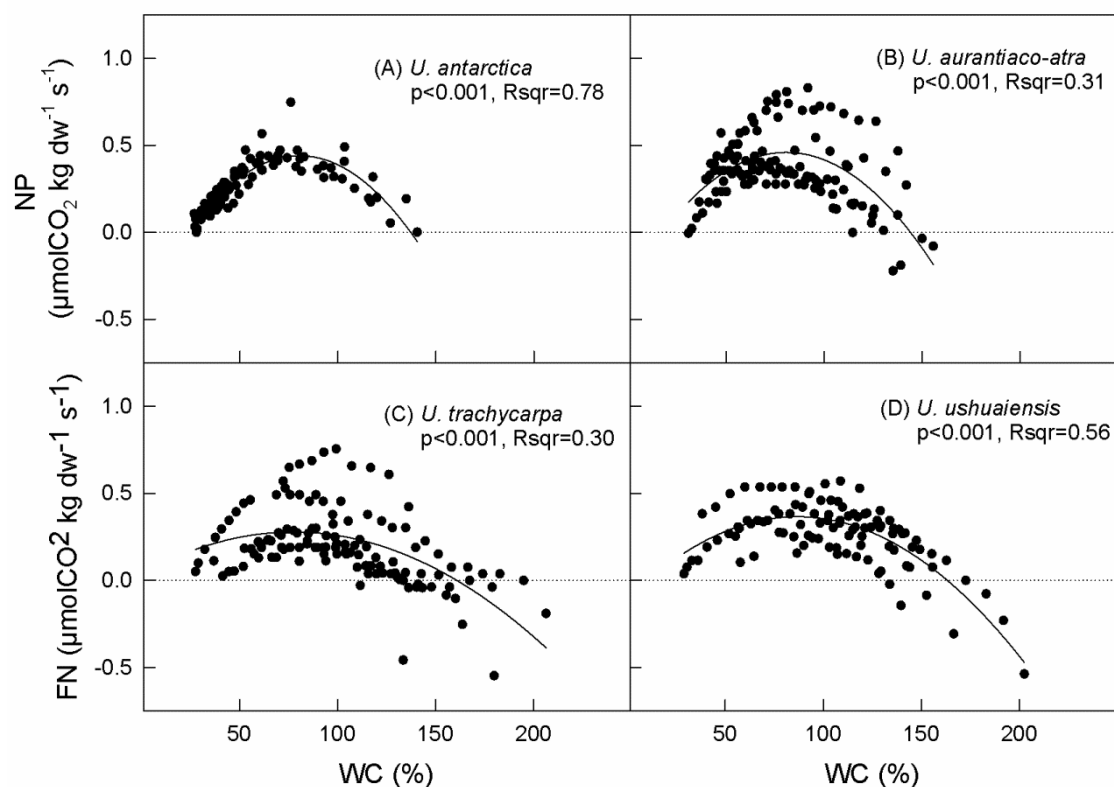 (A) U. antarctica
p<0.001, Rsqr=0.78
(B) U. aurantiaco-atra
p<0.001, Rsqr=0.31
NP
(µmolCO₂ kg dw⁻¹ s⁻¹)
1.0
0.5
0.0
-0.5
(C) U. trachycarpa
p<0.001, Rsqr=0.30
(D) U. ushuaiensis
p<0.001, Rsqr=0.56
FN (µmolCO² kg dw-¹ s-¹)
1.0
0.5
0.0
-0.5
50 100 150 200
50 100 150 200
WC (%)
WC (%)